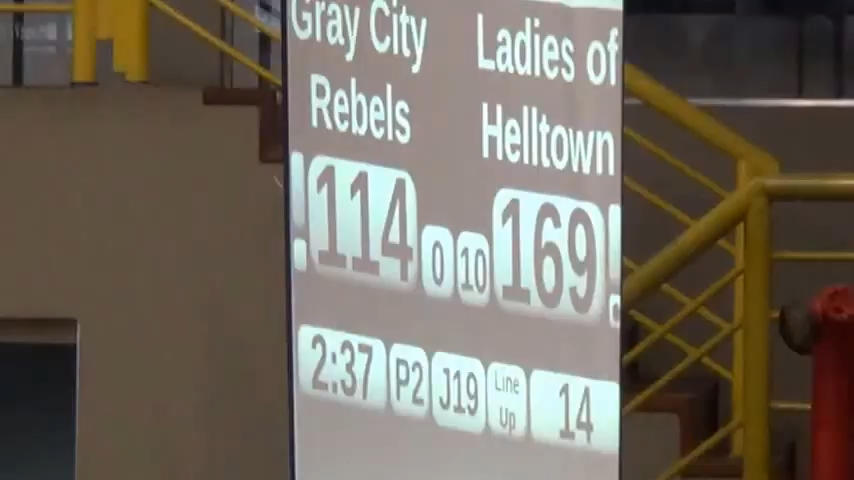 Gray City
Rebels
Ladies of
Helltown
114 0 10 169
2:37 P2 J19 Line Up 14